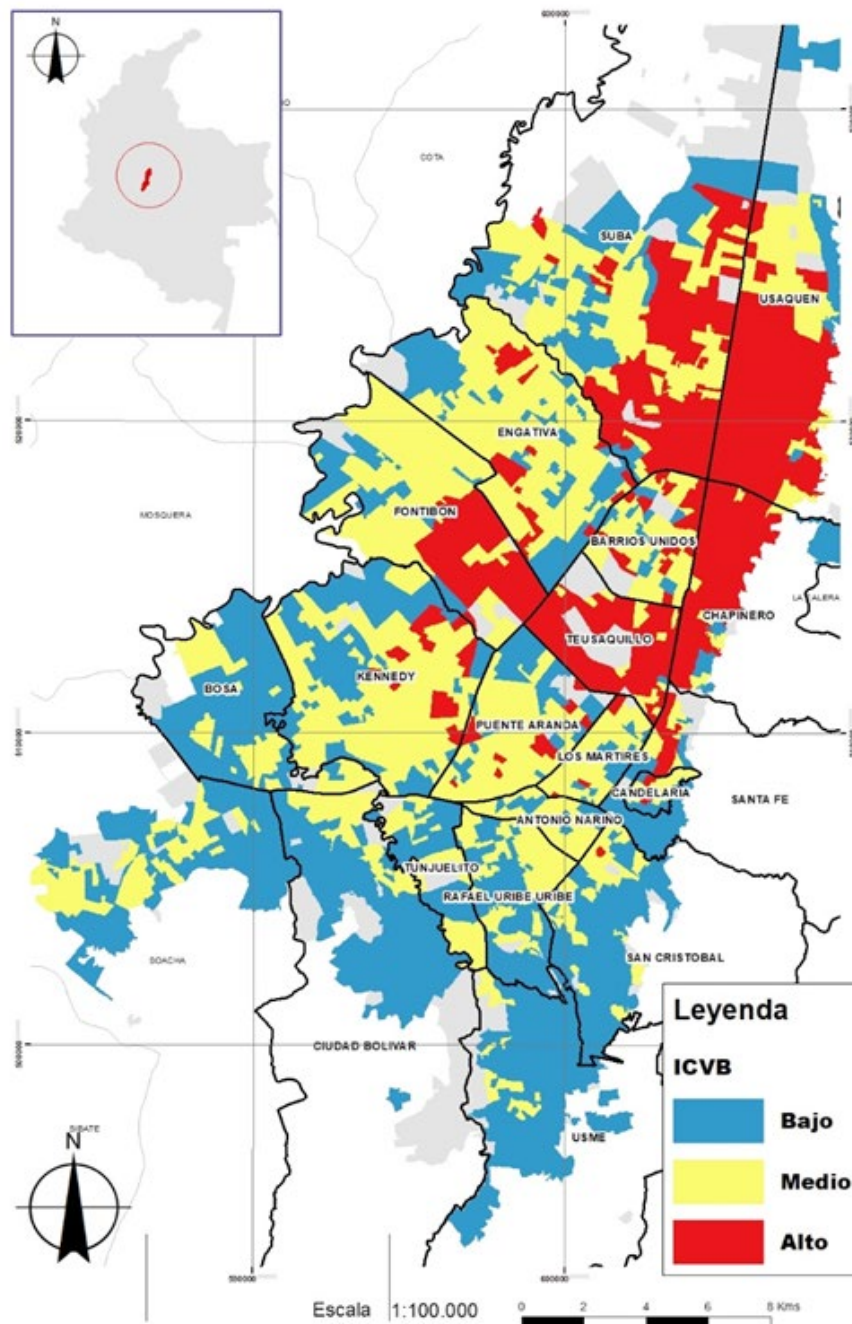 N
COTA
SUBA
USAQUEN
ENGATIVA
MOSQUERA
FONTIBON
BARRIOS UNIDOS
LA CALERA
CHAPINERO
TEUSAQUILLO
KENNEDY
BOSA
PUENTE ARANDA
LOS MARTIRES
CANDELARIA
SANTA FE
ANTONIO NARIÑO
TUNJUELITO
RAFAEL URIBE URIBE
SOACHA
SAN CRISTOBAL
CIUDAD BOLIVAR
USME
SIBATE
N
Leyenda
ICVB
Bajo
Medio
Alto
Escala 1:100.000
0 2 4 6 8 Kms